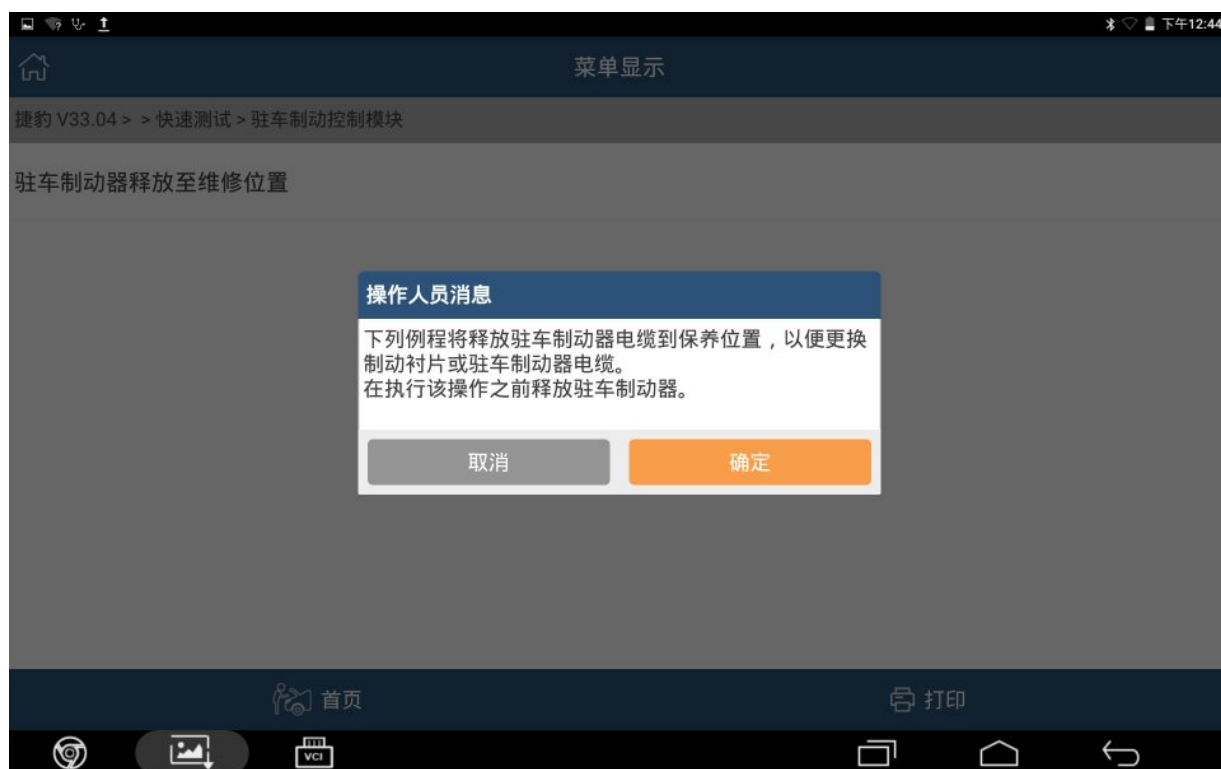 下午12:44
菜单显示
捷豹 V33.04 > > 快速测试 > 驻车制动控制模块
驻车制动器释放至维修位置
操作人员消息
下列例程将释放驻车制动器电缆到保养位置，以便更换
制动衬片或驻车制动器电缆。
在执行该操作之前释放驻车制动器。
取消
确定
首页
打印
VCI